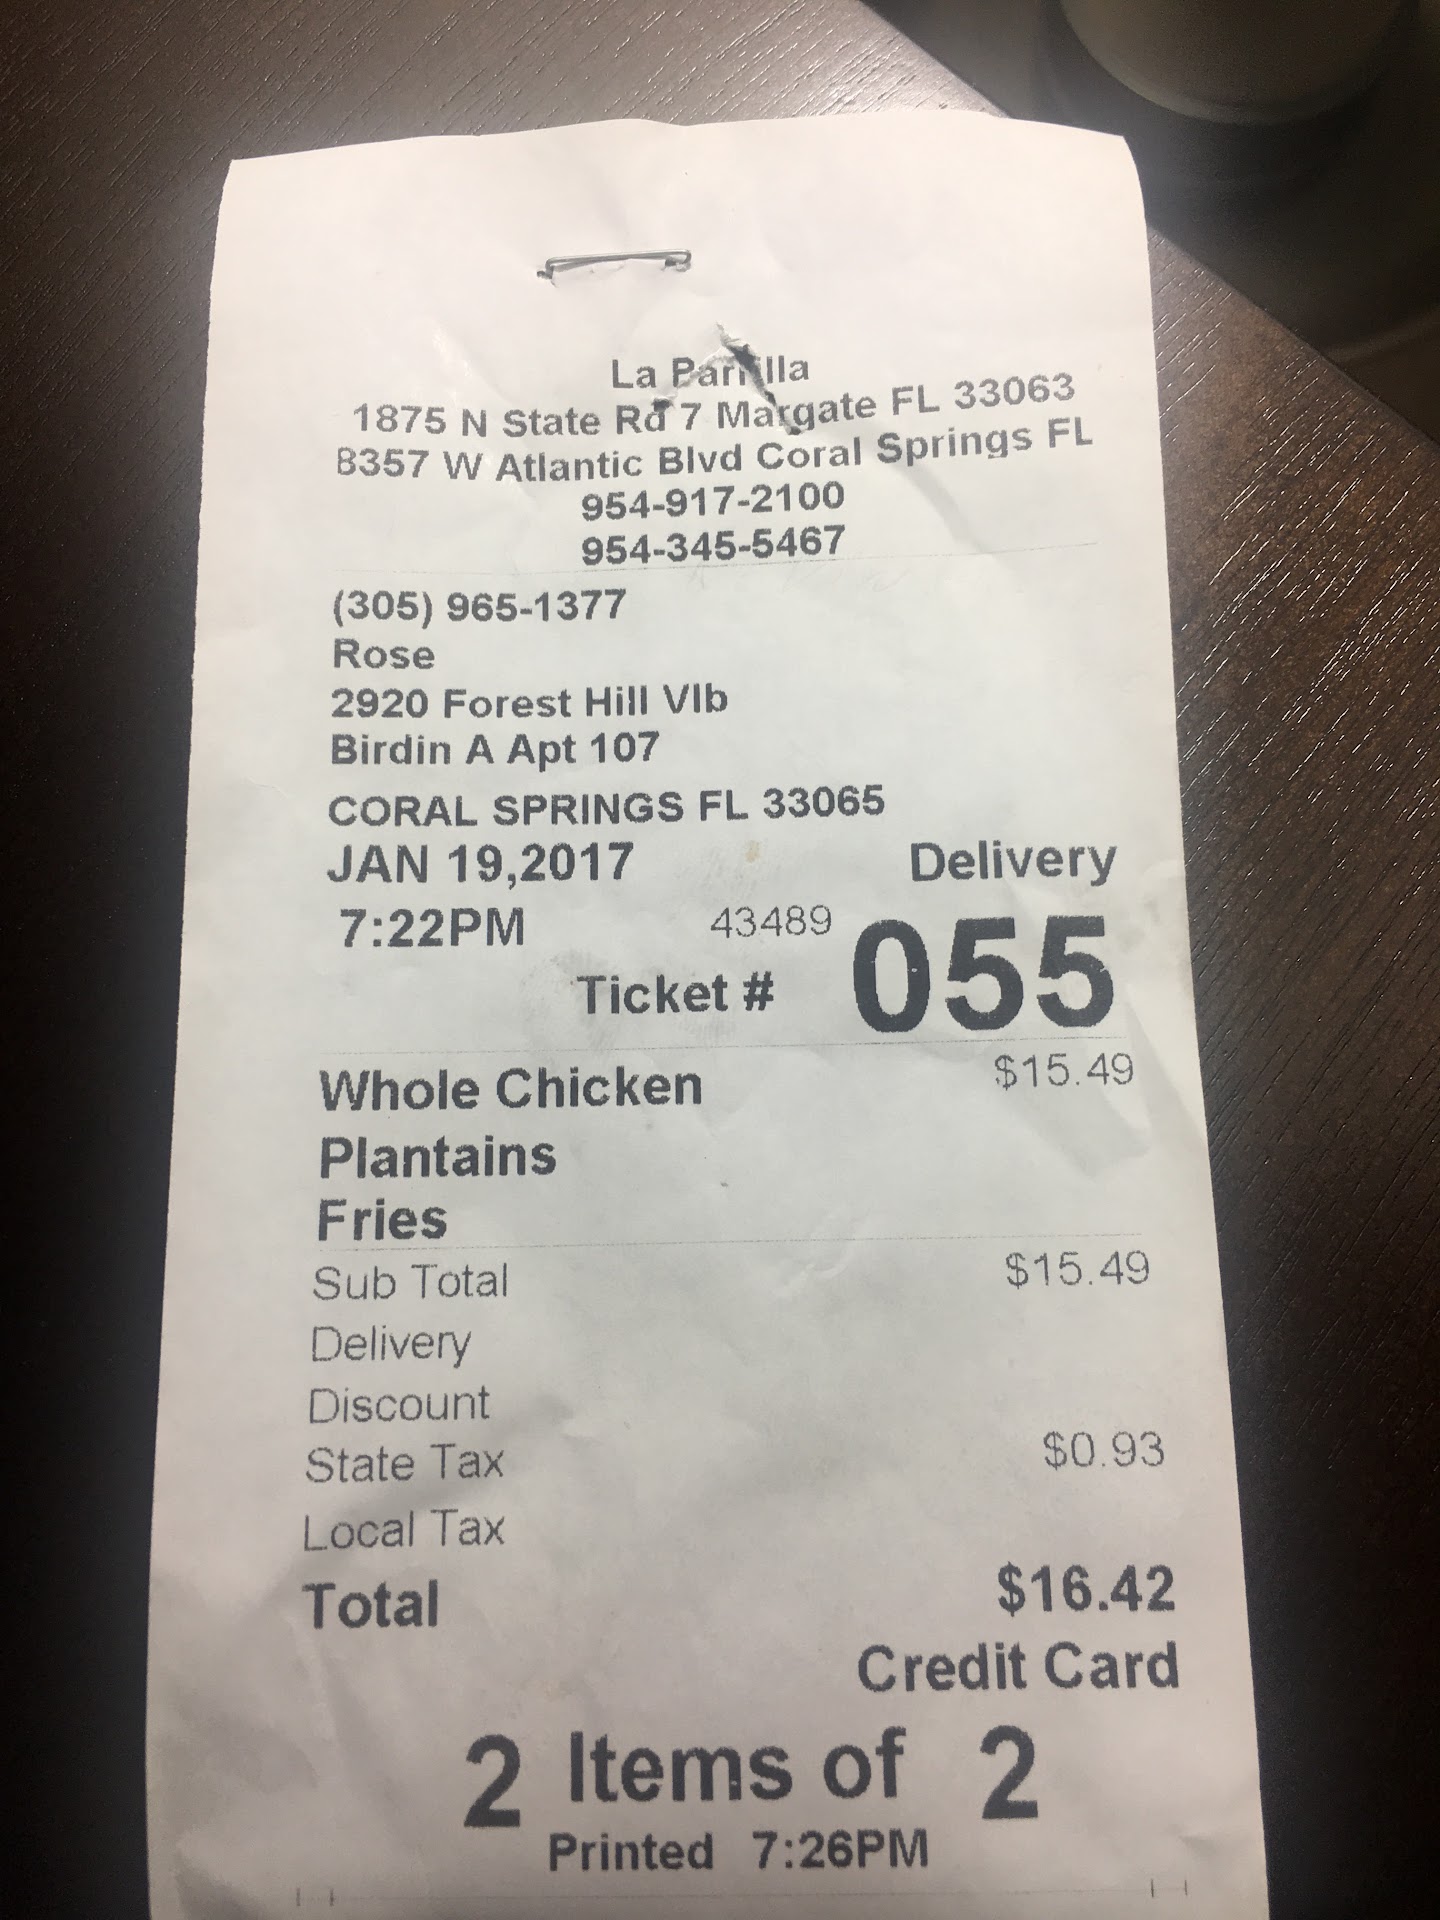 La Parrilla
1875 N State Rd 7 Margate FL 33063
8357 W Atlantic Blvd Coral Springs FL
954-917-2100
954-345-5467
(305) 965-1377
Rose
2920 Forest Hill Vlb
Birdin A Apt 107
CORAL SPRINGS FL 33065
JAN 19,2017 Delivery
7:22PM 43489 055
Ticket #
Whole Chicken $15.49
Plantains
Fries
Sub Total $15.49
Delivery
Discount
State Tax $0.93
Local Tax
Total $16.42
Credit Card
2 Items of 2
Printed 7:26PM